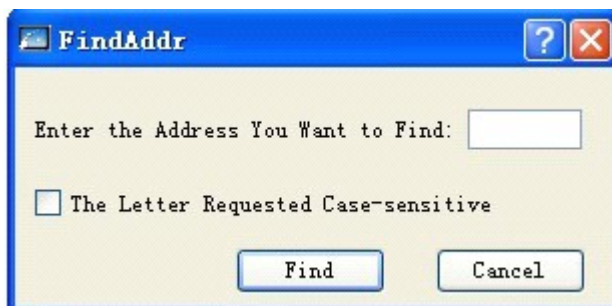 FindAddr
Enter the Address You Want to Find:
The Letter Requested Case-sensitive
Find Cancel